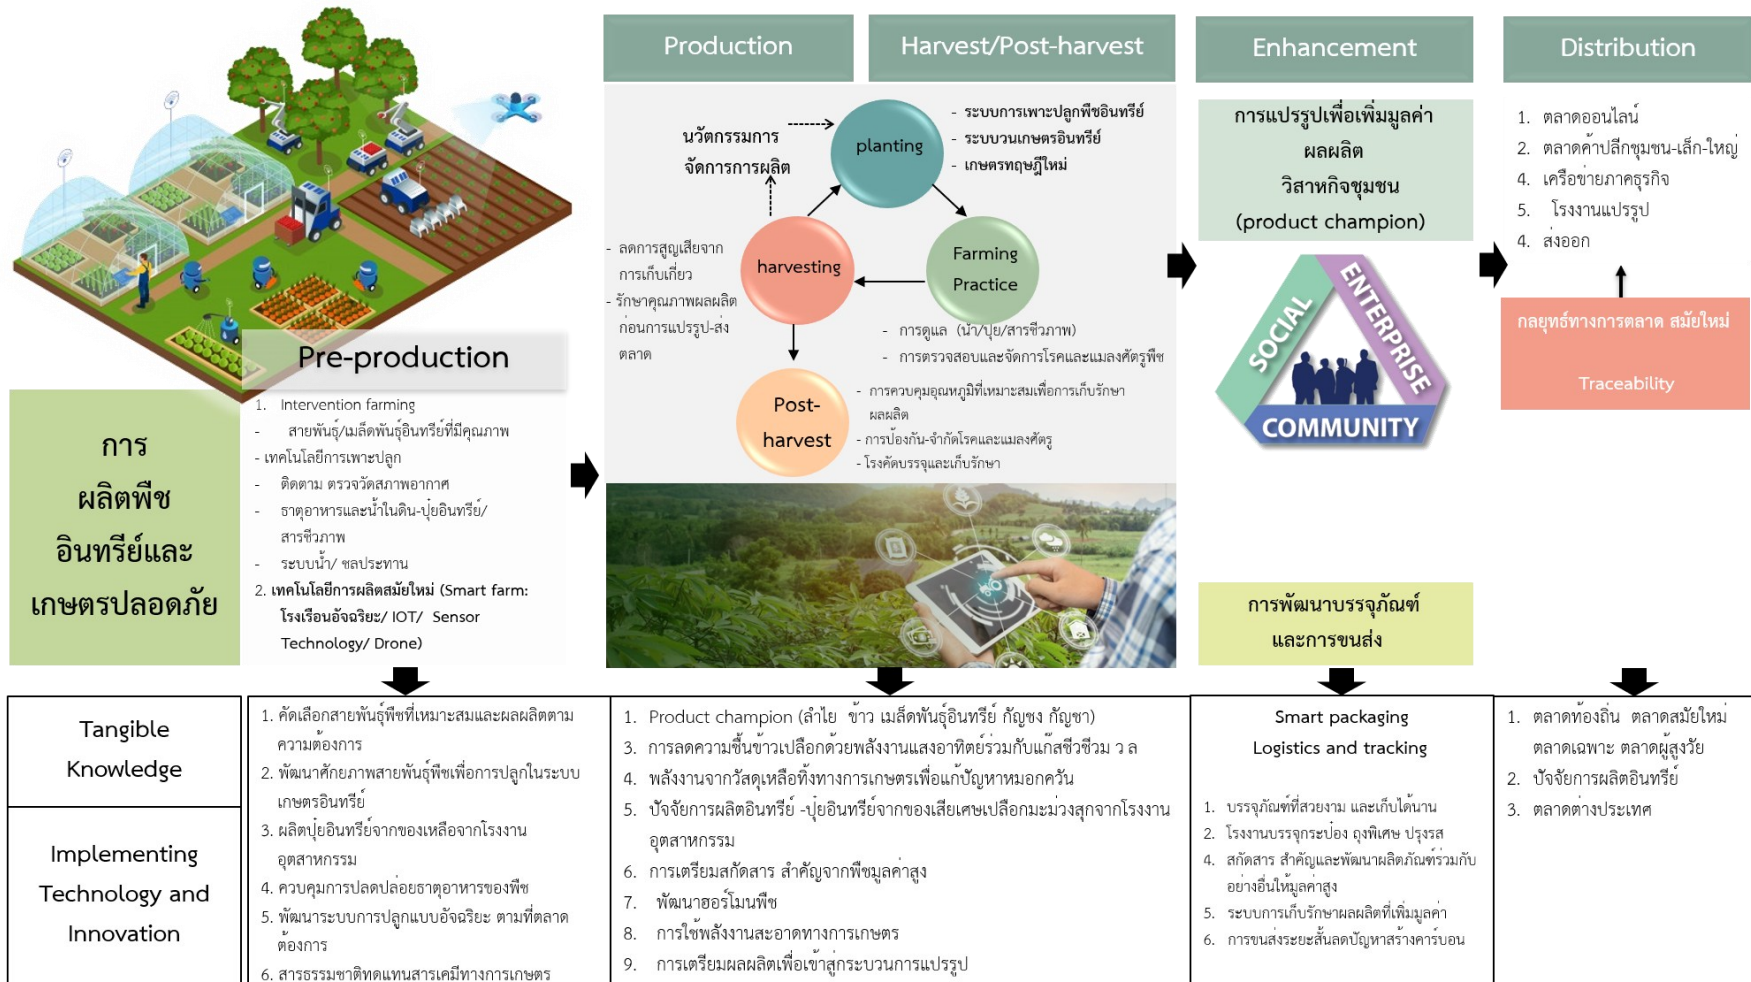 Production
Harvest/Post-harvest
Enhancement
Distribution
นวัตกรรมการ
จัดการการผลิต
planting
- ระบบการเพาะปลูกพืชอินทรีย์
- ระบบวนเกษตรอินทรีย์
- เกษตรทฤษฎีใหม่
- ลดการสูญเสียจาก
การเก็บเกี่ยว
- รักษาคุณภาพผลผลิต
ก่อนการแปรรูป-ส่ง
ตลาด
harvesting
Farming
Practice
- การดูแล (น้ำ/ปุ๋ย/สารชีวภาพ)
- การตรวจสอบและจัดการโรคและแมลงศัตรูพืช
Post-
harvest
- การควบคุมอุณหภูมิที่เหมาะสมเพื่อการเก็บรักษา
ผลผลิต
- การป้องกัน-จำกัดโรคและแมลงศัตรู
- โรงคัดบรรจุและเก็บรักษา
การแปรรูปเพื่อเพิ่มมูลค่า
ผลผลิต
วิสาหกิจชุมชน
(product champion)
SOCIAL
ENTERPRISE
COMMUNITY
การพัฒนาบรรจุภัณฑ์
และการขนส่ง
1. ตลาดออนไลน์
2. ตลาดค้าปลีกชุมชน-เล็ก-ใหญ่
4. เครือข่ายภาคธุรกิจ
5. โรงงานแปรรูป
4. ส่งออก
กลยุทธ์ทางการตลาด สมัยใหม่
Traceability
Pre-production
การ
ผลิตพืช
อินทรีย์และ
เกษตรปลอดภัย
1. Intervention farming
- สายพันธุ์/เมล็ดพันธุ์อินทรีย์ที่มีคุณภาพ
- เทคโนโลยีการเพาะปลูก
- ติดตาม ตรวจวัดสภาพอากาศ
- ธาตุอาหารและน้ำในดิน-ปุ๋ยอินทรีย์/
สารชีวภาพ
- ระบบน้ำ/ ชลประทาน
2. เทคโนโลยีการผลิตสมัยใหม่ (Smart farm:
โรงเรือนอัจฉริยะ/ IOT/ Sensor
Technology/ Drone)
Tangible
Knowledge
Implementing
Technology and
Innovation
1. คัดเลือกสายพันธุ์พืชที่เหมาะสมและผลผลิตตาม
ความต้องการ
2. พัฒนาศักยภาพสายพันธุ์พืชเพื่อการปลูกในระบบ
เกษตรอินทรีย์
3. ผลิตปุ๋ยอินทรีย์จากของเหลือจากโรงงาน
อุตสาหกรรม
4. ควบคุมการปลดปล่อยธาตุอาหารของพืช
5. พัฒนาระบบการปลูกแบบอัจฉริยะ ตามที่ตลาด
ต้องการ
6. สารธรรมชาติทดแทนสารเคมีทางการเกษตร
1. Product champion (ลำไย ข้าว เมล็ดพันธุ์อินทรีย์ กัญชง กัญชา)
3. การลดความชื้นข้าวเปลือกด้วยพลังงานแสงอาทิตย์ร่วมกับแก๊สชีวชีวม ว ล
4. พลังงานจากวัสดุเหลือทิ้งทางการเกษตรเพื่อแก้ปัญหาหมอกควัน
5. ปัจจัยการผลิตอินทรีย์ -ปุ๋ยอินทรีย์จากของเสียเศษเปลือกมะม่วงสุกจากโรงงาน
อุตสาหกรรม
6. การเตรียมสกัดสาร สำคัญจากพืชมูลค่าสูง
7. พัฒนาฮอร์โมนพืช
8. การใช้พลังงานสะอาดทางการเกษตร
9. การเตรียมผลผลิตเพื่อเข้าสู่กระบวนการแปรรูป
Smart packaging
Logistics and tracking
1. บรรจุภัณฑ์ที่สวยงาม และเก็บได้นาน
2. โรงงานบรรจุกระป๋อง ถุงพิเศษ ปรุงรส
4. สกัดสาร สำคัญและพัฒนาผลิตภัณฑ์ร่วมกับ
อย่างอื่นให้มูลค่าสูง
5. ระบบการเก็บรักษาผลผลิตที่เพิ่มมูลค่า
6. การขนส่งระยะสั้นลดปัญหาสร้างคาร์บอน
1. ตลาดท้องถิ่น ตลาดสมัยใหม่
ตลาดเฉพาะ ตลาดผู้สูงวัย
2. ปัจจัยการผลิตอินทรีย์
3. ตลาดต่างประเทศ